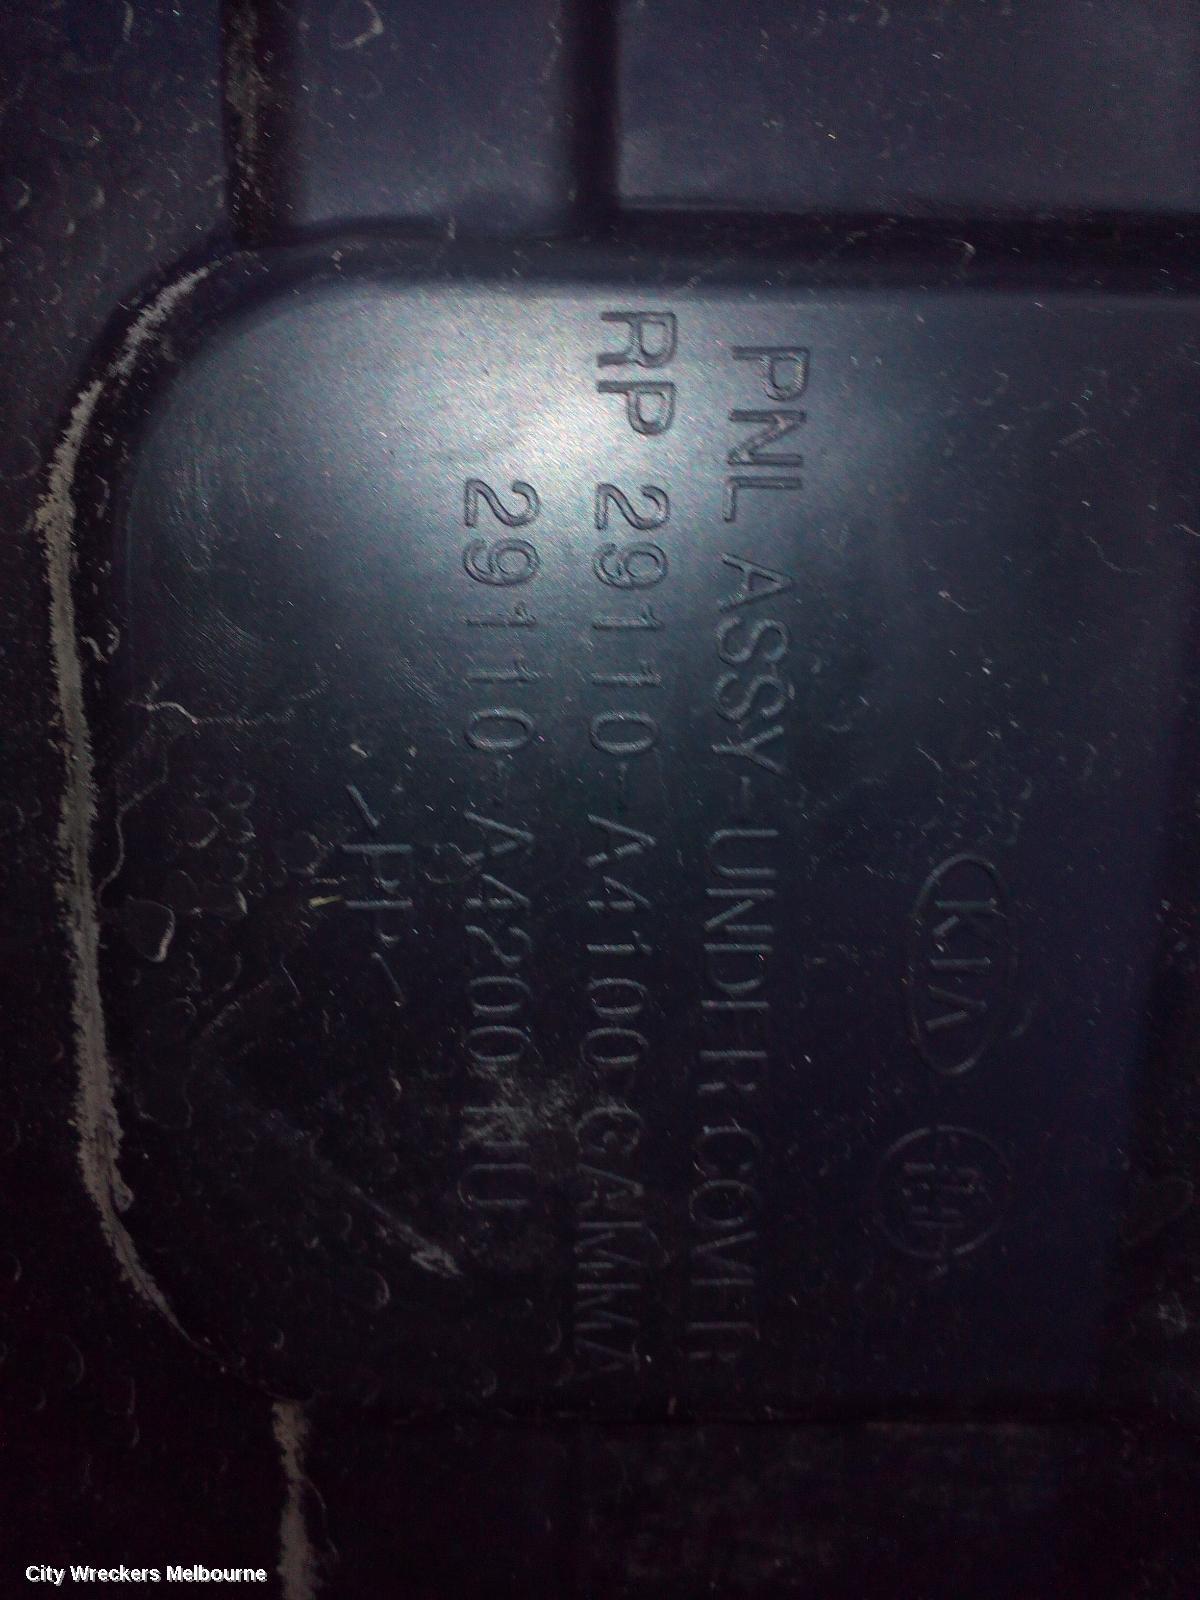 KIA
PNL ASSY-UNDER COVER
RP 29110-A4100 GAMMA
29110-A4200 NU
City Wreckers Melbourne